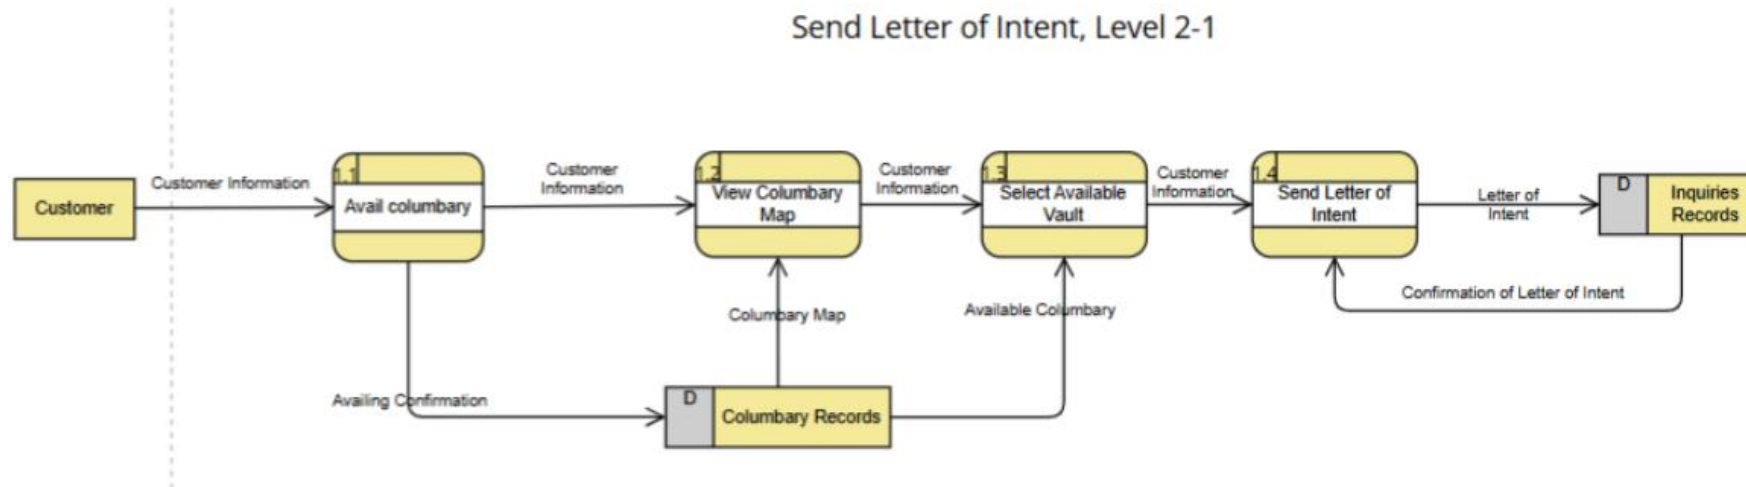 Send Letter of Intent, Level 2-1
Customer
Customer Information
1.1
Avail columbary
Customer
Information
1.2
View Columbary
Map
Customer
Information
1.3
Select Available
Vault
Customer
Information
1.4
Send Letter of
Intent
Letter of
Intent
D
Inquiries
Records
Confirmation of Letter of Intent
Columbary Map
Available Columbary
Availing Confirmation
D
Columbary Records